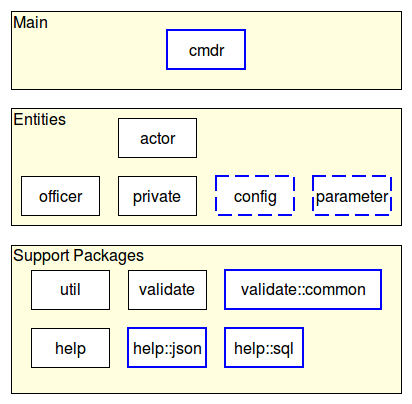 Main
cmdr
Entities
actor
officer private config parameter
Support Packages
util validate validate::common
help help::json help::sql